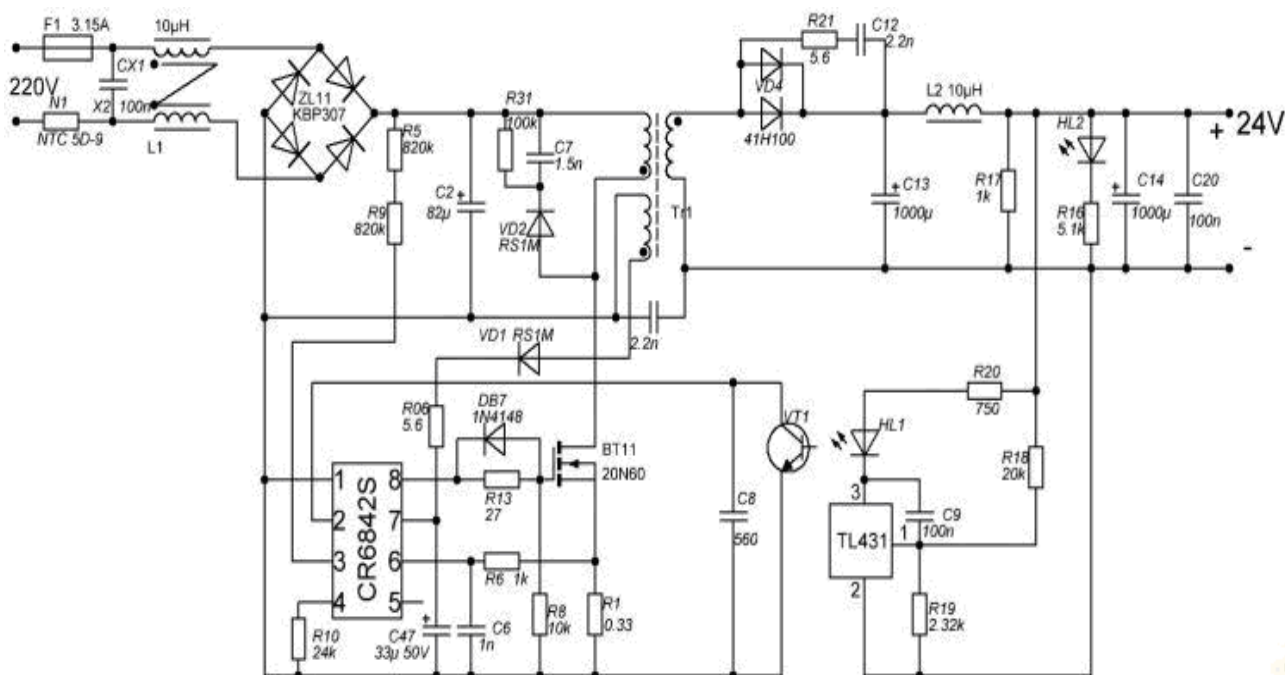 F1 3.15A
10µH
CX1
220V
X2 100n
N1
NTC 5D-9
L1
ZL11
KBP307
R5
820k
R9
820k
C2
82µ
+
R31
100k
C7
1.5n
VD2
RS1M
Tr1
2.2n
R21
5.6
C12
2.2n
VD4
41H100
L2 10µH
C13
1000µ
+
R17
1k
HL2
R16
5.1k
C14
1000µ
+
C20
100n
+ 24V
-
VD1 RS1M
R06
5.6
DB7
1N4148
R13
27
BT11
20N60
1 8
2 7
3 6
4 5
CR6842S
R6 1k
R10
24k
C47
33µ 50V
+
C6
1n
R8
10k
R1
0.33
C8
560
VT1
HL1
R20
750
R18
20k
3
C9
100n
TL431
1
2
R19
2.32k